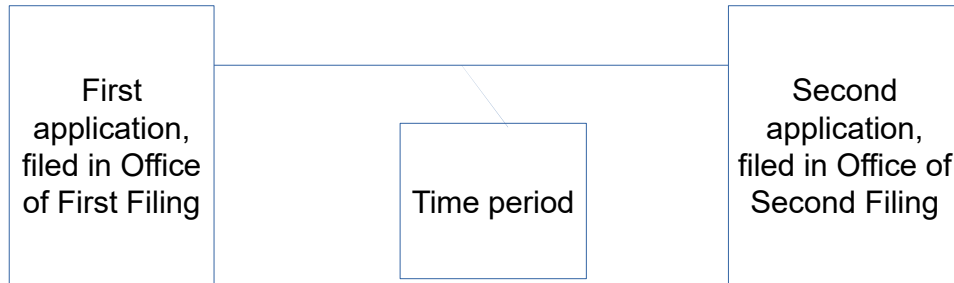 First
application,
filed in Office
of First Filing
Time period
Second
application,
filed in Office of
Second Filing